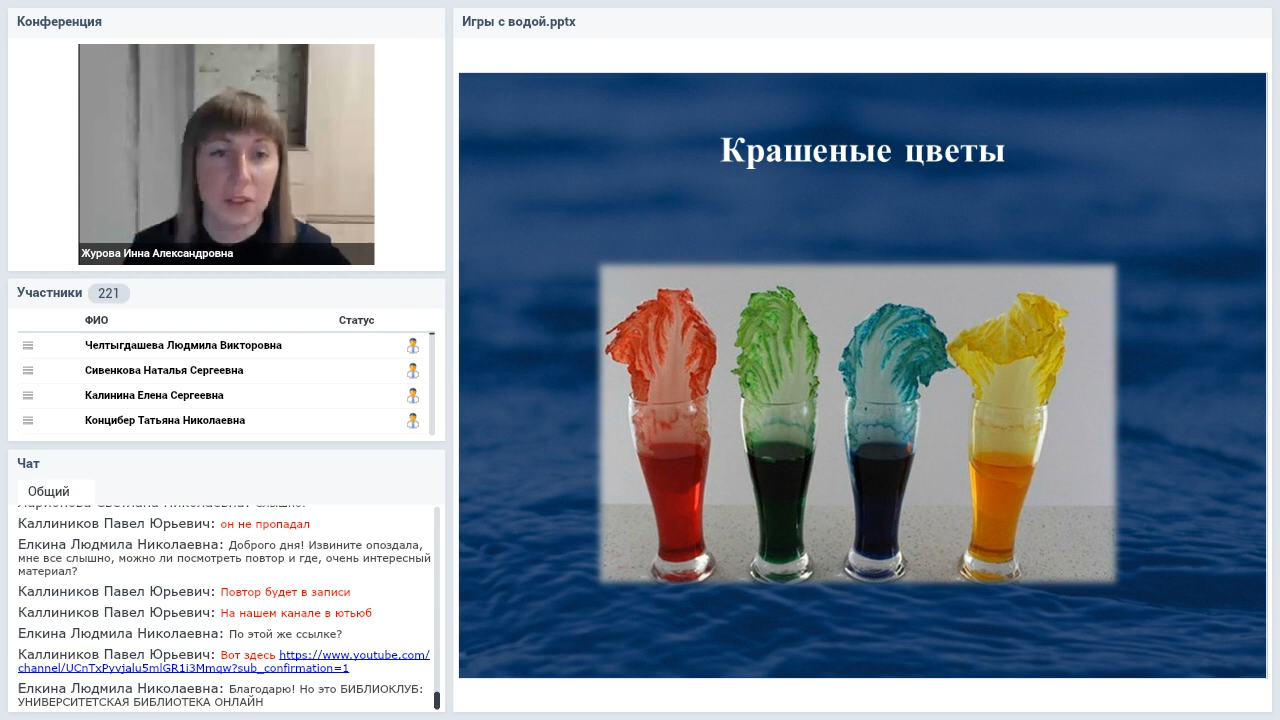 Конференция
Журова Инна Александровна
Участники 221
ФИО Статус
Челтыгдашева Людмила Викторовна
Сивенкова Наталья Сергеевна
Калинина Елена Сергеевна
Концибер Татьяна Николаевна
Чат
Общий
Каллиников Павел Юрьевич: он не пропадал
Елкина Людмила Николаевна: Доброго дня! Извините опоздала,
мне все слышно, можно ли посмотреть повтор и где, очень интересный
материал?
Каллиников Павел Юрьевич: Повтор будет в записи
Каллиников Павел Юрьевич: На нашем канале в ютьюб
Елкина Людмила Николаевна: По этой же ссылке?
Каллиников Павел Юрьевич: Вот здесь https://www.youtube.com/
channel/UCnTxPyvjalu5mlGR1i3Mmqw?sub_confirmation=1
Елкина Людмила Николаевна: Благодарю! Но это БИБЛИОКЛУБ:
УНИВЕРСИТЕТСКАЯ БИБЛИОТЕКА ОНЛАЙН
Игры с водой.pptx
Крашеные цветы